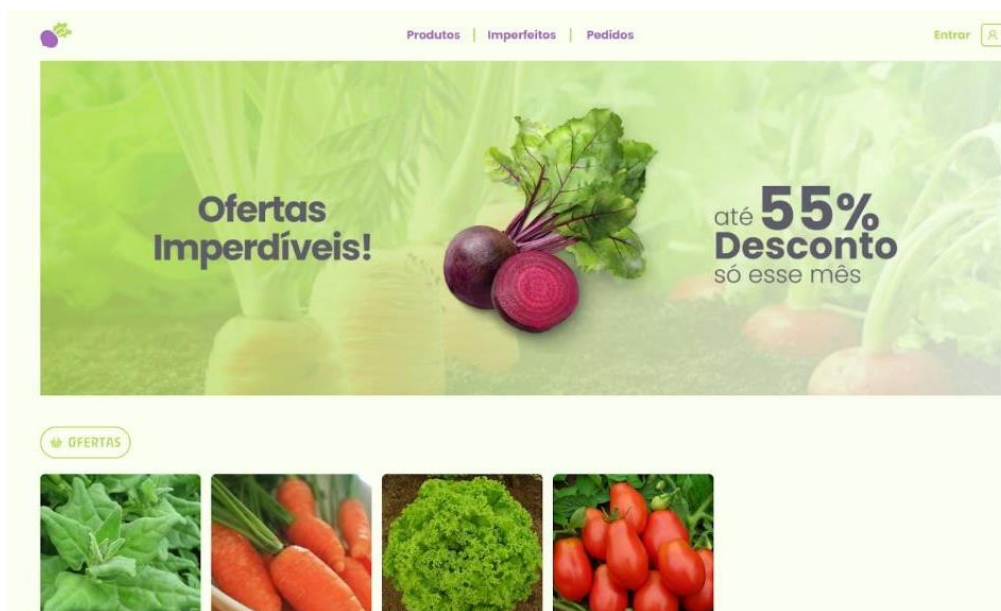 Produtos | Imperfeitos | Pedidos
Entrar
Ofertas
Imperdíveis!
até 55%
Desconto
só esse mês
OFERTAS